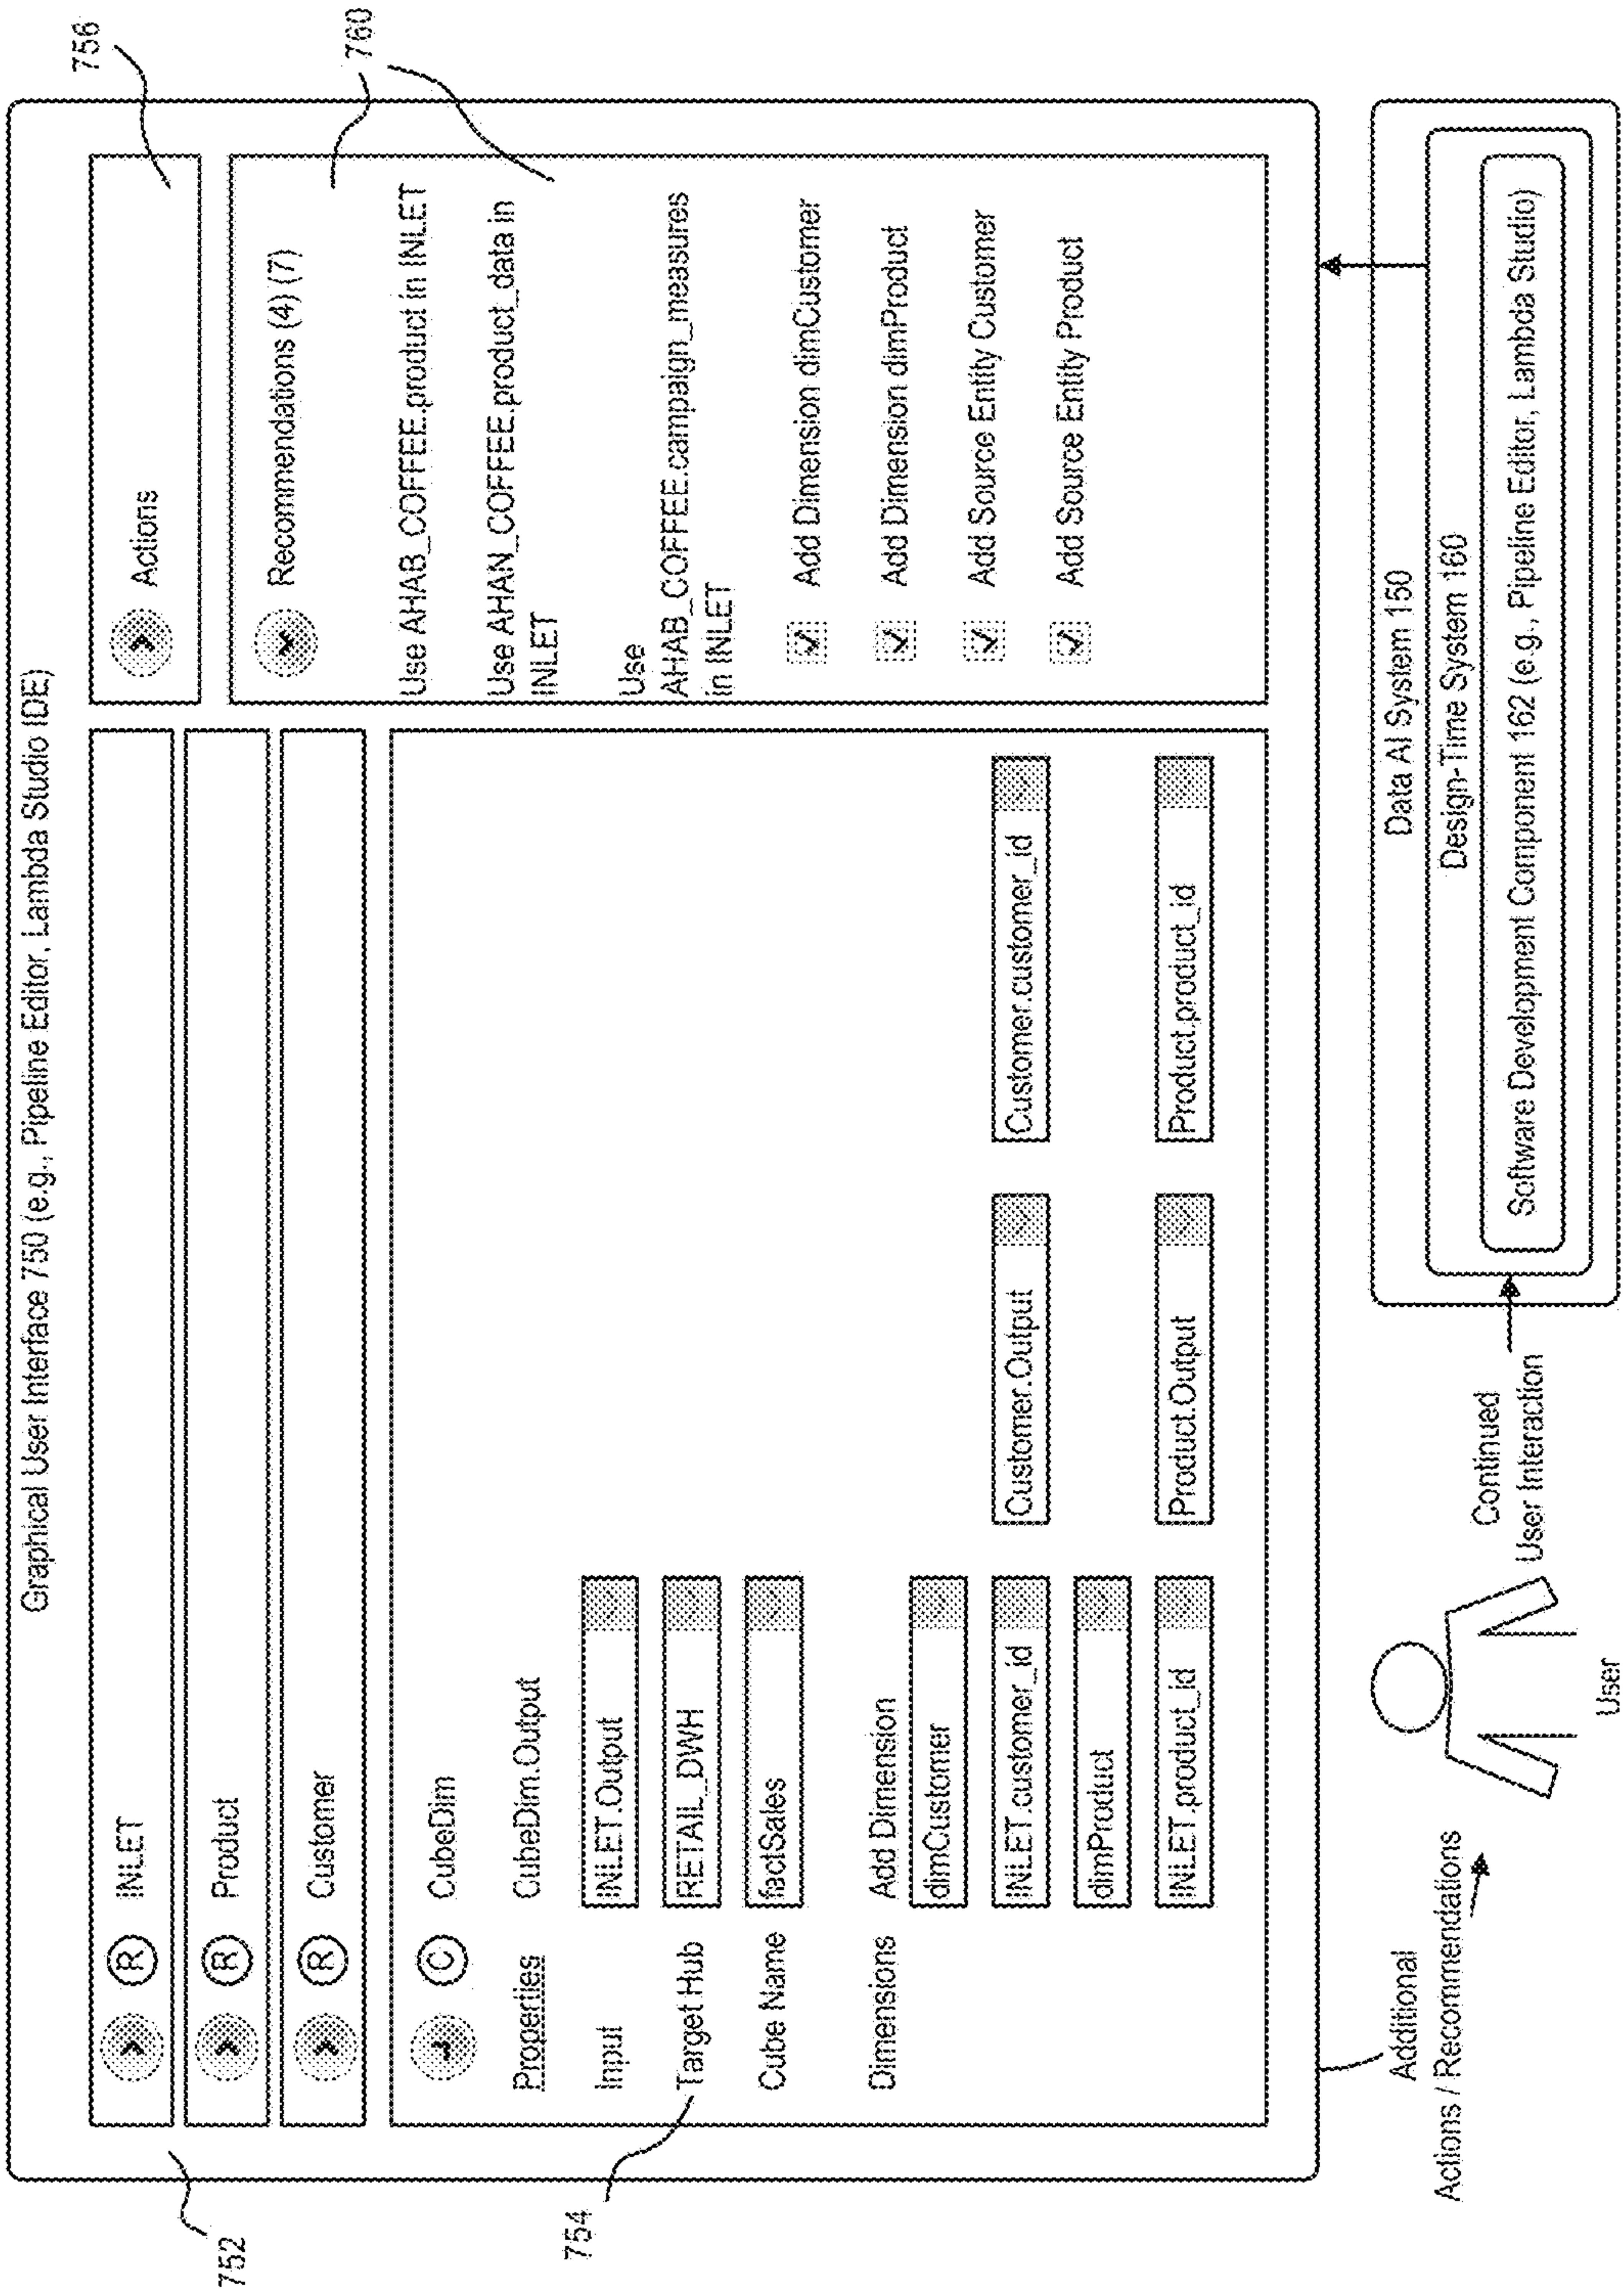 Graphical User Interface 750 (e.g., Pipeline Editor, Lambda Studio IDE)
752
R INLET
R Product
R Customer
C CubeDim
Properties CubeDim.Output
Input INLET.Output
754
Target Hub RETAIL_DWH
Cube Name factSales
Dimensions Add Dimension
dimCustomer
INLET.customer_id Customer.Output Customer.customer_id
dimProduct
INLET.product_id Product.Output Product.product_id
756
Actions
760
Recommendations (4) (7)
Use AHAB_COFFEE.product in INLET
Use AHAN_COFFEE.product_data in
INLET
Use
AHAB_COFFEE.campaign_measures
in INLET
Add Dimension dimCustomer
Add Dimension dimProduct
Add Source Entity Customer
Add Source Entity Product
Additional
Actions / Recommendations
User
Continued
User Interaction
Data AI System 150
Design-Time System 160
Software Development Component 162 (e.g., Pipeline Editor, Lambda Studio)